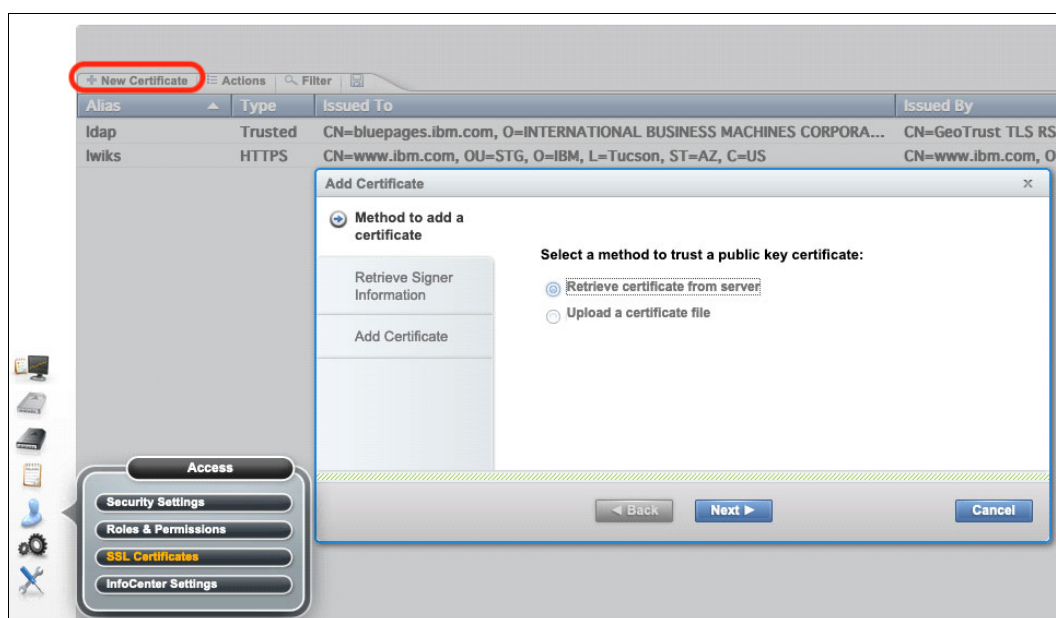 New Certificate Actions Filter
Alias Type Issued To Issued By
ldap Trusted CN=bluepages.ibm.com, O=INTERNATIONAL BUSINESS MACHINES CORPORA... CN=GeoTrust TLS RS
lwiks HTTPS CN=www.ibm.com, OU=STG, O=IBM, L=Tucson, ST=AZ, C=US CN=www.ibm.com, O
Add Certificate x
Method to add a
certificate
Select a method to trust a public key certificate:
Retrieve Signer
Information
Retrieve certificate from server
Upload a certificate file
Add Certificate
Access
Security Settings
Roles & Permissions
SSL Certificates
InfoCenter Settings
Back Next Cancel